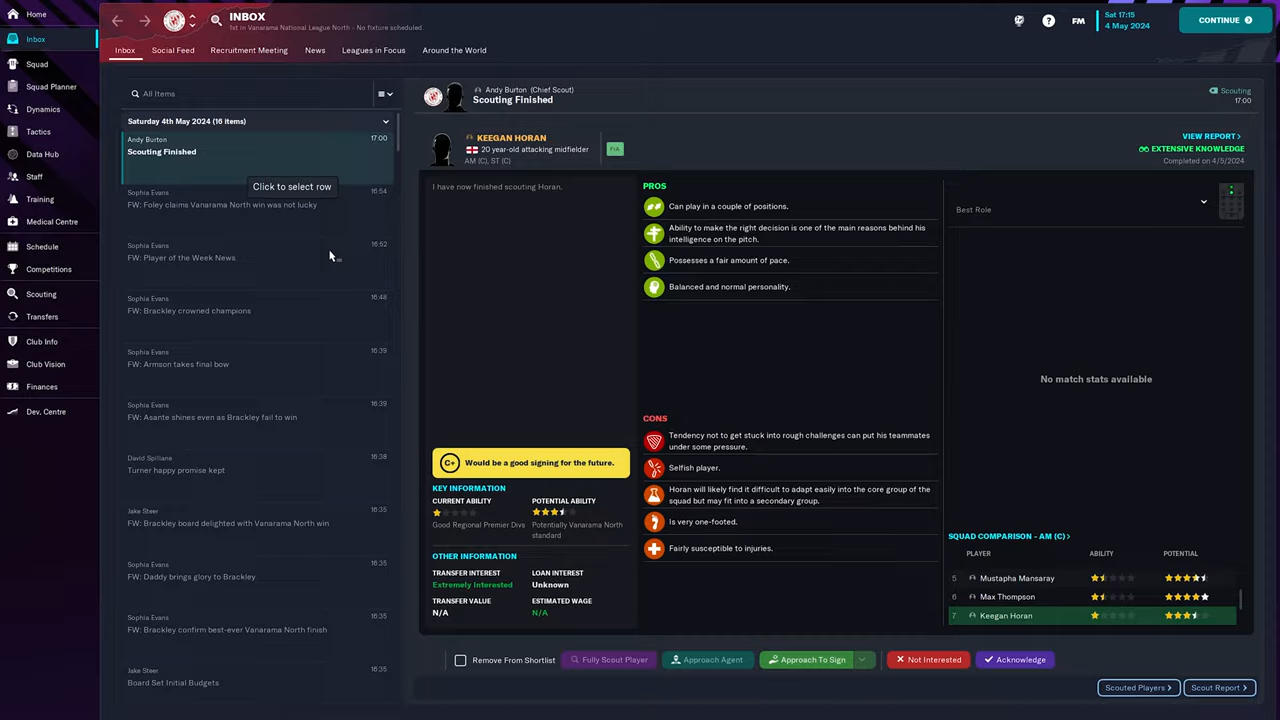 Home
Inbox
Squad
Squad Planner
Dynamics
Tactics
Data Hub
Staff
Training
Medical Centre
Schedule
Competitions
Scouting
Transfers
Club Info
Club Vision
Finances
Dev. Centre
INBOX
1st in Vanarama National League North - No fixture scheduled.
FM
Sat 17:15
4 May 2024
CONTINUE
Inbox
Social Feed
Recruitment Meeting
News
Leagues in Focus
Around the World
All Items
Saturday 4th May 2024 (16 items)
Andy Burton 17:00
Scouting Finished
Click to select row
Sophia Evans 16:54
FW: Foley claims Vanarama North win was not lucky
Sophia Evans 16:52
FW: Player of the Week News
Sophia Evans 16:48
FW: Brackley crowned champions
Sophia Evans 16:39
FW: Armson takes final bow
Sophia Evans 16:39
FW: Asante shines even as Brackley fail to win
David Spillane 16:38
Turner happy promise kept
Jake Steer 16:35
FW: Brackley board delighted with Vanarama North win
Sophia Evans 16:35
FW: Daddy brings glory to Brackley
Sophia Evans 16:35
FW: Brackley confirm best-ever Vanarama North finish
Jake Steer 16:35
Board Set Initial Budgets
Andy Burton (Chief Scout)
Scouting Finished
Scouting
17:00
KEEGAN HORAN
20 year-old attacking midfielder
AM (C), ST (C)
F/A
VIEW REPORT >
EXTENSIVE KNOWLEDGE
Completed on 4/5/2024
I have now finished scouting Horan.
C+ Would be a good signing for the future.
KEY INFORMATION
CURRENT ABILITY
Good Regional Premier Divs
POTENTIAL ABILITY
Potentially Vanarama North
standard
OTHER INFORMATION
TRANSFER INTEREST
Extremely Interested
LOAN INTEREST
Unknown
TRANSFER VALUE
N/A
ESTIMATED WAGE
N/A
PROS
Can play in a couple of positions.
Ability to make the right decision is one of the main reasons behind his
intelligence on the pitch.
Possesses a fair amount of pace.
Balanced and normal personality.
CONS
Tendency not to get stuck into rough challenges can put his teammates
under some pressure.
Selfish player.
Horan will likely find it difficult to adapt easily into the core group of the
squad but may fit into a secondary group.
Is very one-footed.
Fairly susceptible to injuries.
Best Role
No match stats available
SQUAD COMPARISON - AM (C) >
PLAYER ABILITY POTENTIAL
5 Mustapha Mansaray
6 Max Thompson
7 Keegan Horan
Remove From Shortlist
Fully Scout Player
Approach Agent
Approach To Sign
Not Interested
Acknowledge
Scouted Players >
Scout Report >